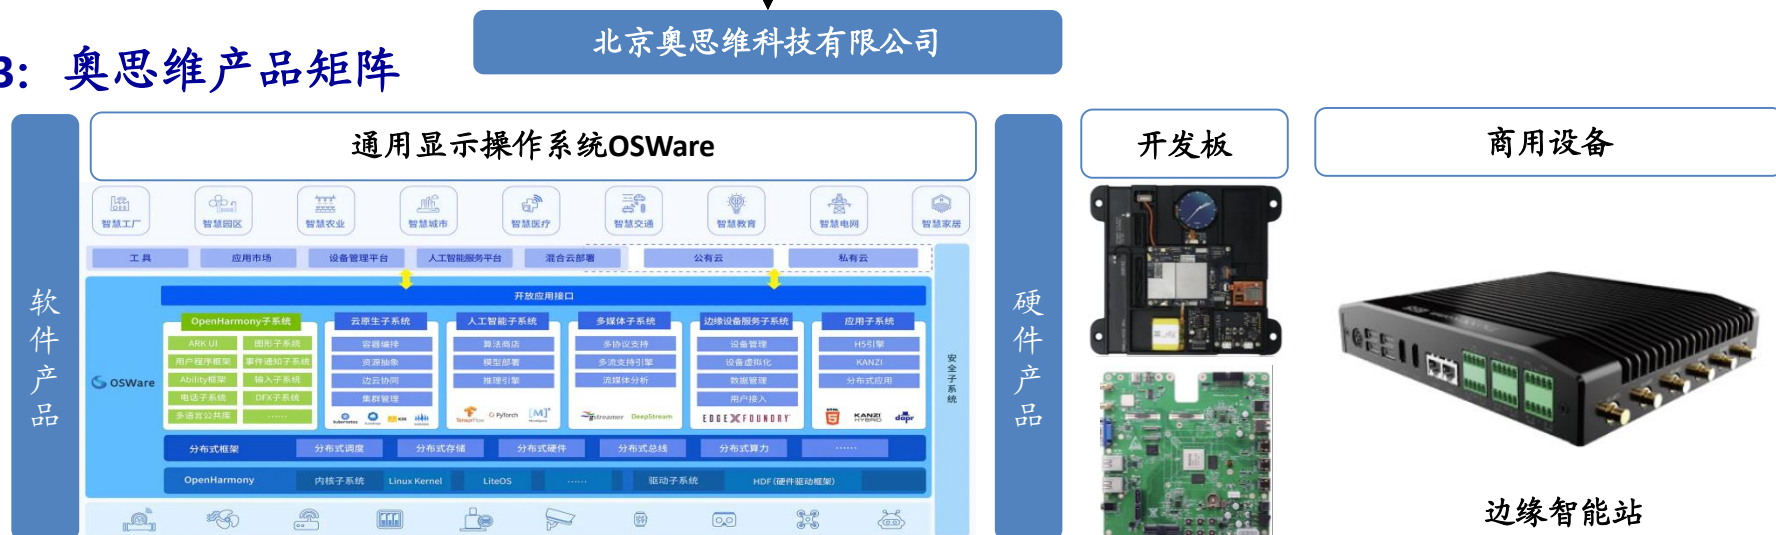 北京奥思维科技有限公司
3：奥思维产品矩阵
软件产品
通用显示操作系统OSWare
智慧工厂 智慧园区 智慧农业 智慧城市 智慧医疗 智慧交通 智慧教育 智慧电网 智慧家居
工具 应用市场 设备管理平台 人工智能服务平台 混合云部署 公有云 私有云
开放应用接口
OSWare
OpenHarmony子系统
ARK UI 图形子系统
用户程序框架 事件通知子系统
Ability框架 输入子系统
电话子系统 DFX子系统
多语言公共库 ……
云原生子系统
容器编排
资源抽象
边云协同
集群管理
kubernetes
人工智能子系统
算法商店
模型部署
推理引擎
TensorFlow PyTorch [M]s
MindSpore
多媒体子系统
多协议支持
多流支持引擎
流媒体分析
gstreamer DeepStream
边缘设备服务子系统
设备管理
设备虚拟化
数据管理
用户接入
EDGE X FOUNDRY
应用子系统
H5引擎
KANZI
分布式应用
HTML 5 KANZI HYBRID dapr
安全子系统
分布式框架 分布式调度 分布式存储 分布式硬件 分布式总线 分布式算力 ……
OpenHarmony 内核子系统 Linux Kernel LiteOS …… 驱动子系统 HDF(硬件驱动框架)
硬件产品
开发板
商用设备
边缘智能站